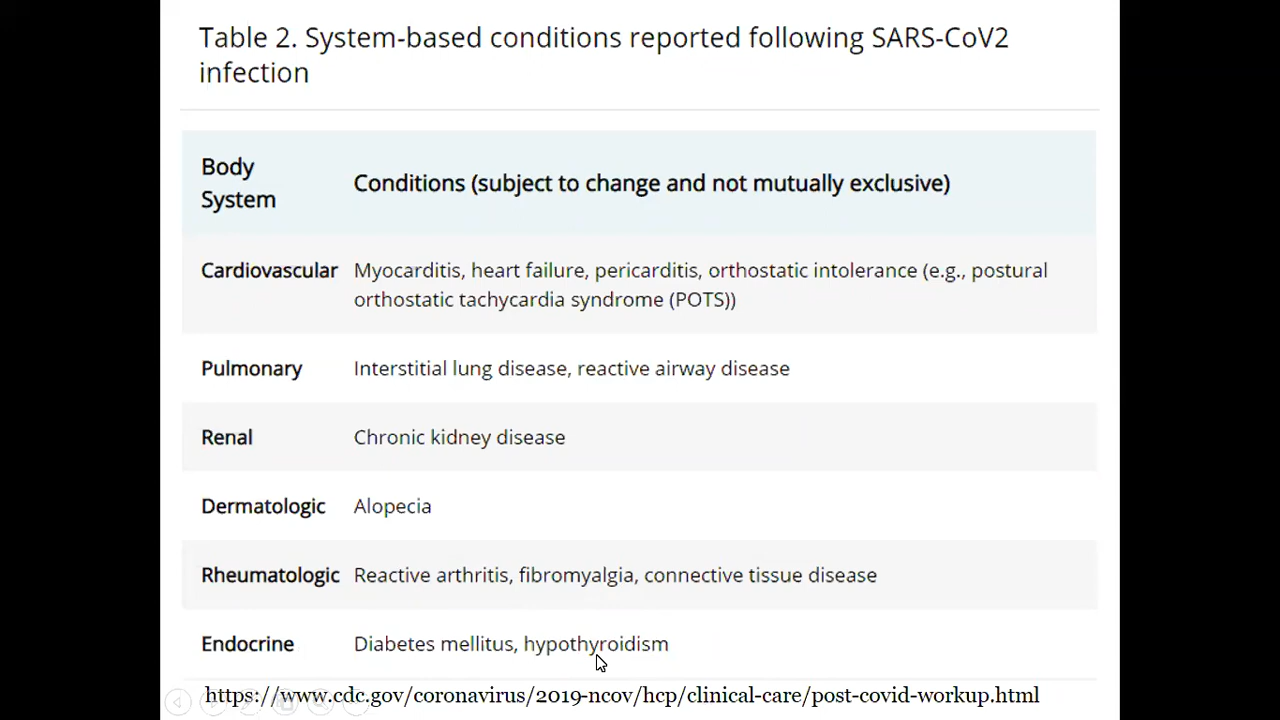 Table 2. System-based conditions reported following SARS-CoV2
infection
Body
System
Conditions (subject to change and not mutually exclusive)
Cardiovascular Myocarditis, heart failure, pericarditis, orthostatic intolerance (e.g., postural
orthostatic tachycardia syndrome (POTS))
Pulmonary Interstitial lung disease, reactive airway disease
Renal Chronic kidney disease
Dermatologic Alopecia
Rheumatologic Reactive arthritis, fibromyalgia, connective tissue disease
Endocrine Diabetes mellitus, hypothyroidism
https://www.cdc.gov/coronavirus/2019-ncov/hcp/clinical-care/post-covid-workup.html